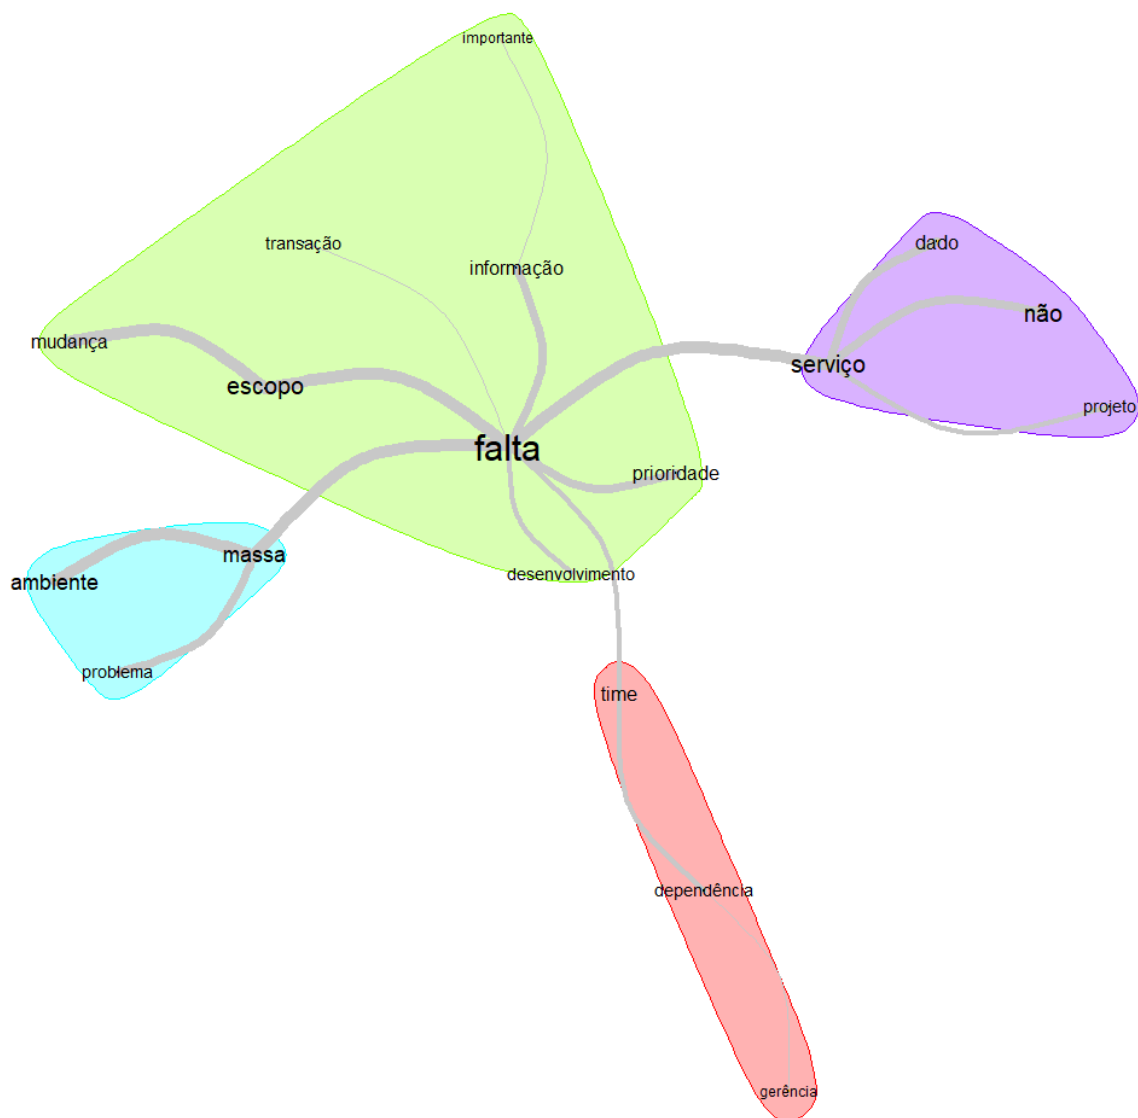 importante
transação
dado
informação
não
mudança
serviço
escopo
projeto
falta
prioridade
massa
ambiente
desenvolvimento
problema
time
dependência
gerência